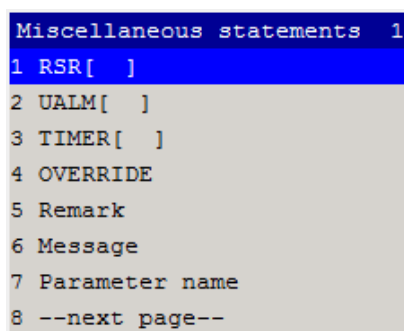 Miscellaneous statements 1
1 RSR[ ]
2 UALM[ ]
3 TIMER[ ]
4 OVERRIDE
5 Remark
6 Message
7 Parameter name
8 --next page--